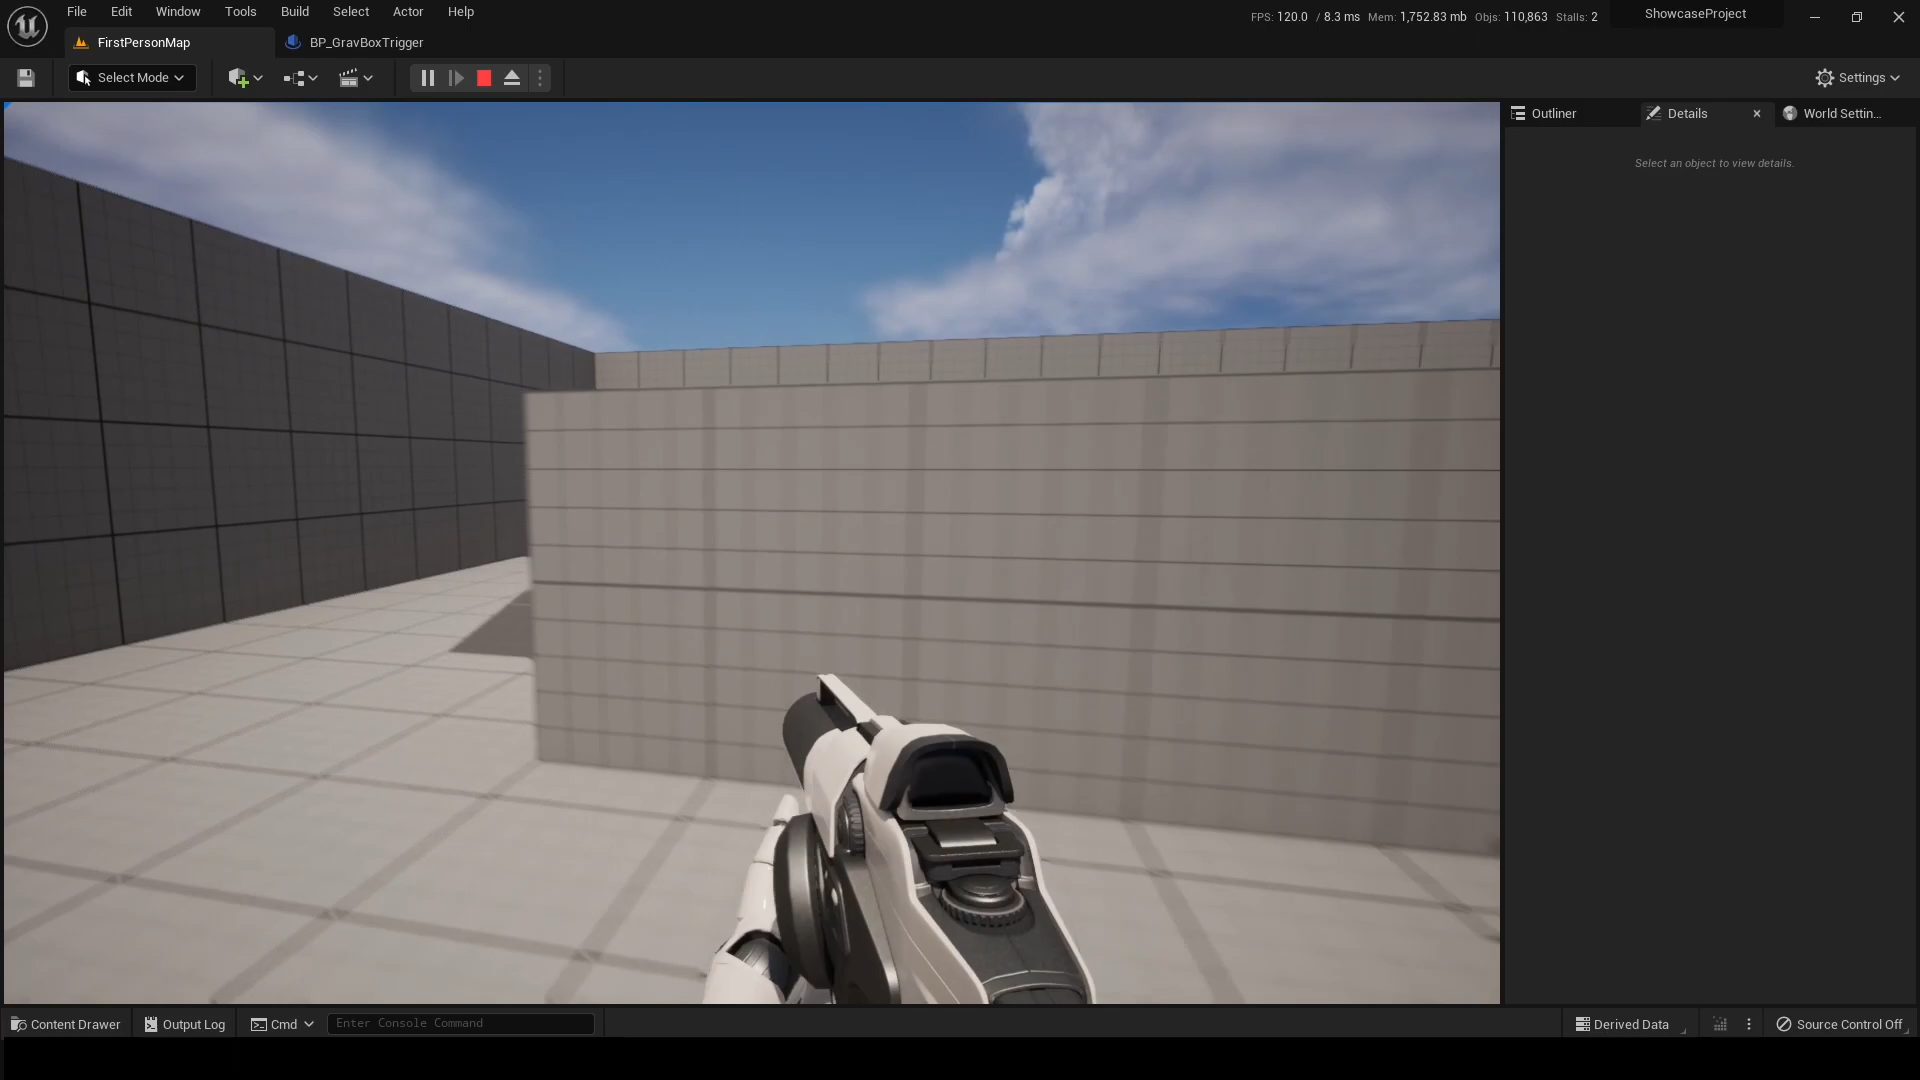 File Edit Window Tools Build Select Actor Help
FPS: 120.0 / 8.3 ms Mem: 1,752.83 mb Objs: 110,863 Stalls: 2
ShowcaseProject
FirstPersonMap
BP_GravBoxTrigger
Select Mode
Settings
Outliner
Details
World Settin...
Select an object to view details.
Content Drawer
Output Log
Cmd
Enter Console Command
Derived Data
Source Control Off